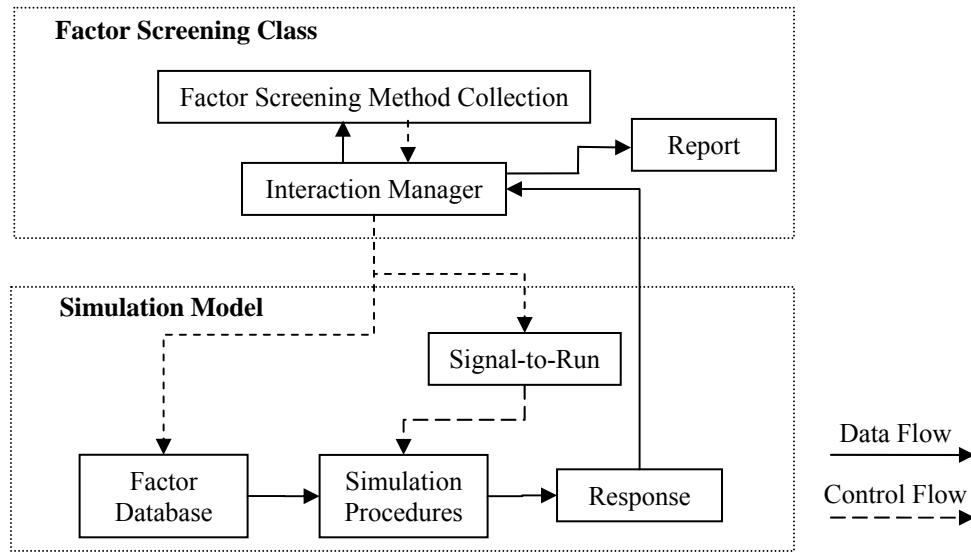 Factor Screening Class
Factor Screening Method Collection
Report
Interaction Manager
Simulation Model
Signal-to-Run
Factor
Database
Simulation
Procedures
Response
Data Flow
Control Flow